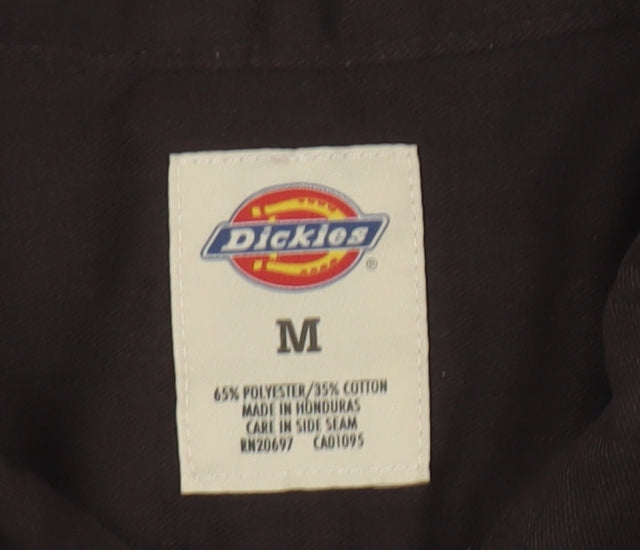 Dickies
®
M
65% POLYESTER/35% COTTON
MADE IN HONDURAS
CARE IN SIDE SEAM
RN20697 CA01095